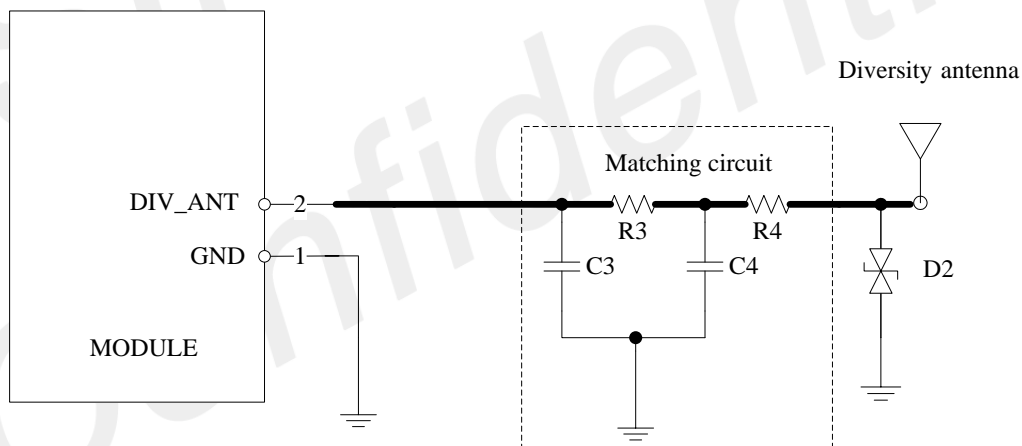 Diversity antenna
Matching circuit
DIV_ANT
2
R3
R4
GND
1
C3
C4
D2
MODULE
Confidential